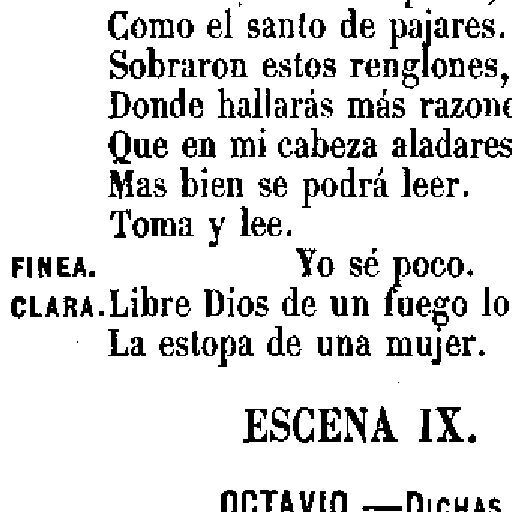 Como el santo de pajares.
Sobraron estos renglones,
Donde hallarás más razone
Que en mi cabeza aladares
Mas bien se podrá leer.
Toma y lee.
FINEA. Yo sé poco.
CLARA. Libre Dios de un fuego lo
La estopa de una mujer.
ESCENA IX.
OCTAVIO.—DICHAS